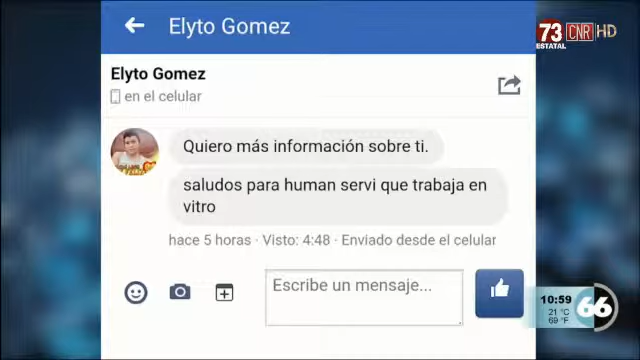 Elyto Gomez
73 CNR HD
ESTATAL
Elyto Gomez
en el celular
Quiero más información sobre ti.
saludos para human servi que trabaja en
vitro
hace 5 horas · Visto: 4:48 · Enviado desde el celular
Escribe un mensaje...
10:59
21 °C
69 °F
66